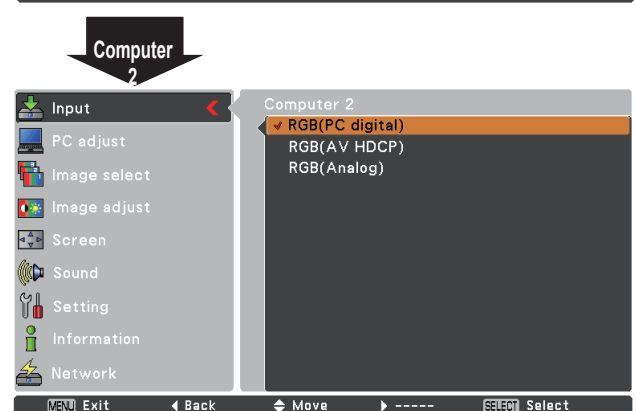 Computer
2
Input
PC adjust
Image select
Image adjust
Screen
Sound
Setting
Information
Network
Computer 2
RGB(PC digital)
RGB(AV HDCP)
RGB(Analog)
MENU Exit Back Move ----- SELECT Select